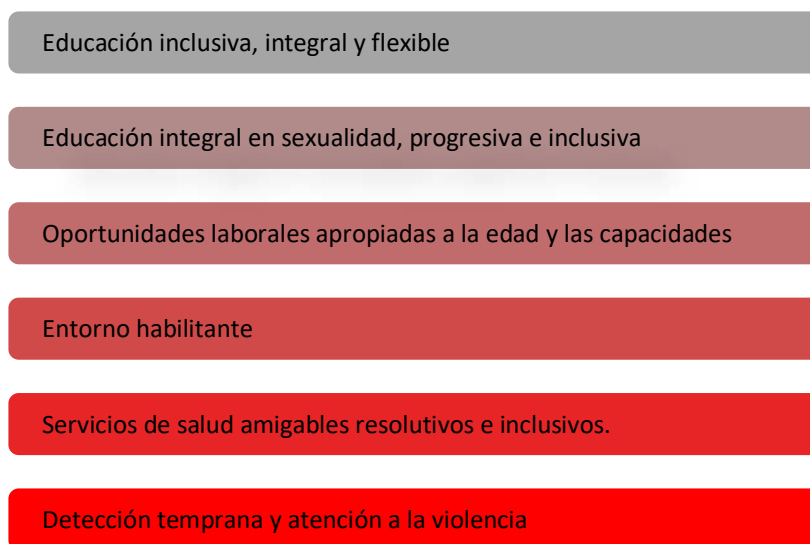 Educación inclusiva, integral y flexible
Educación integral en sexualidad, progresiva e inclusiva
Oportunidades laborales apropiadas a la edad y las capacidades
Entorno habilitante
Servicios de salud amigables resolutivos e inclusivos.
Detección temprana y atención a la violencia